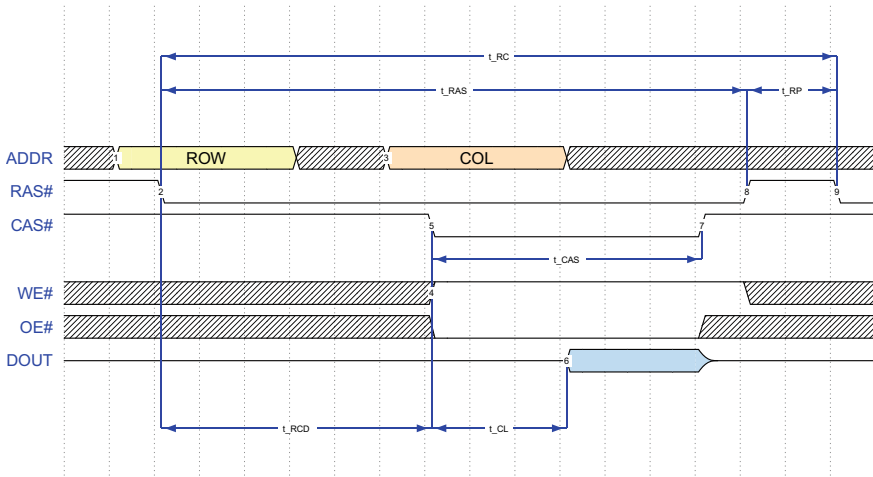 t_RC
t_RAS t_RP
ADDR 1 ROW 3 COL
RAS# 2 8 9
CAS# 5 7
t_CAS
WE# 4
OE#
DOUT 6
t_RCD t_CL